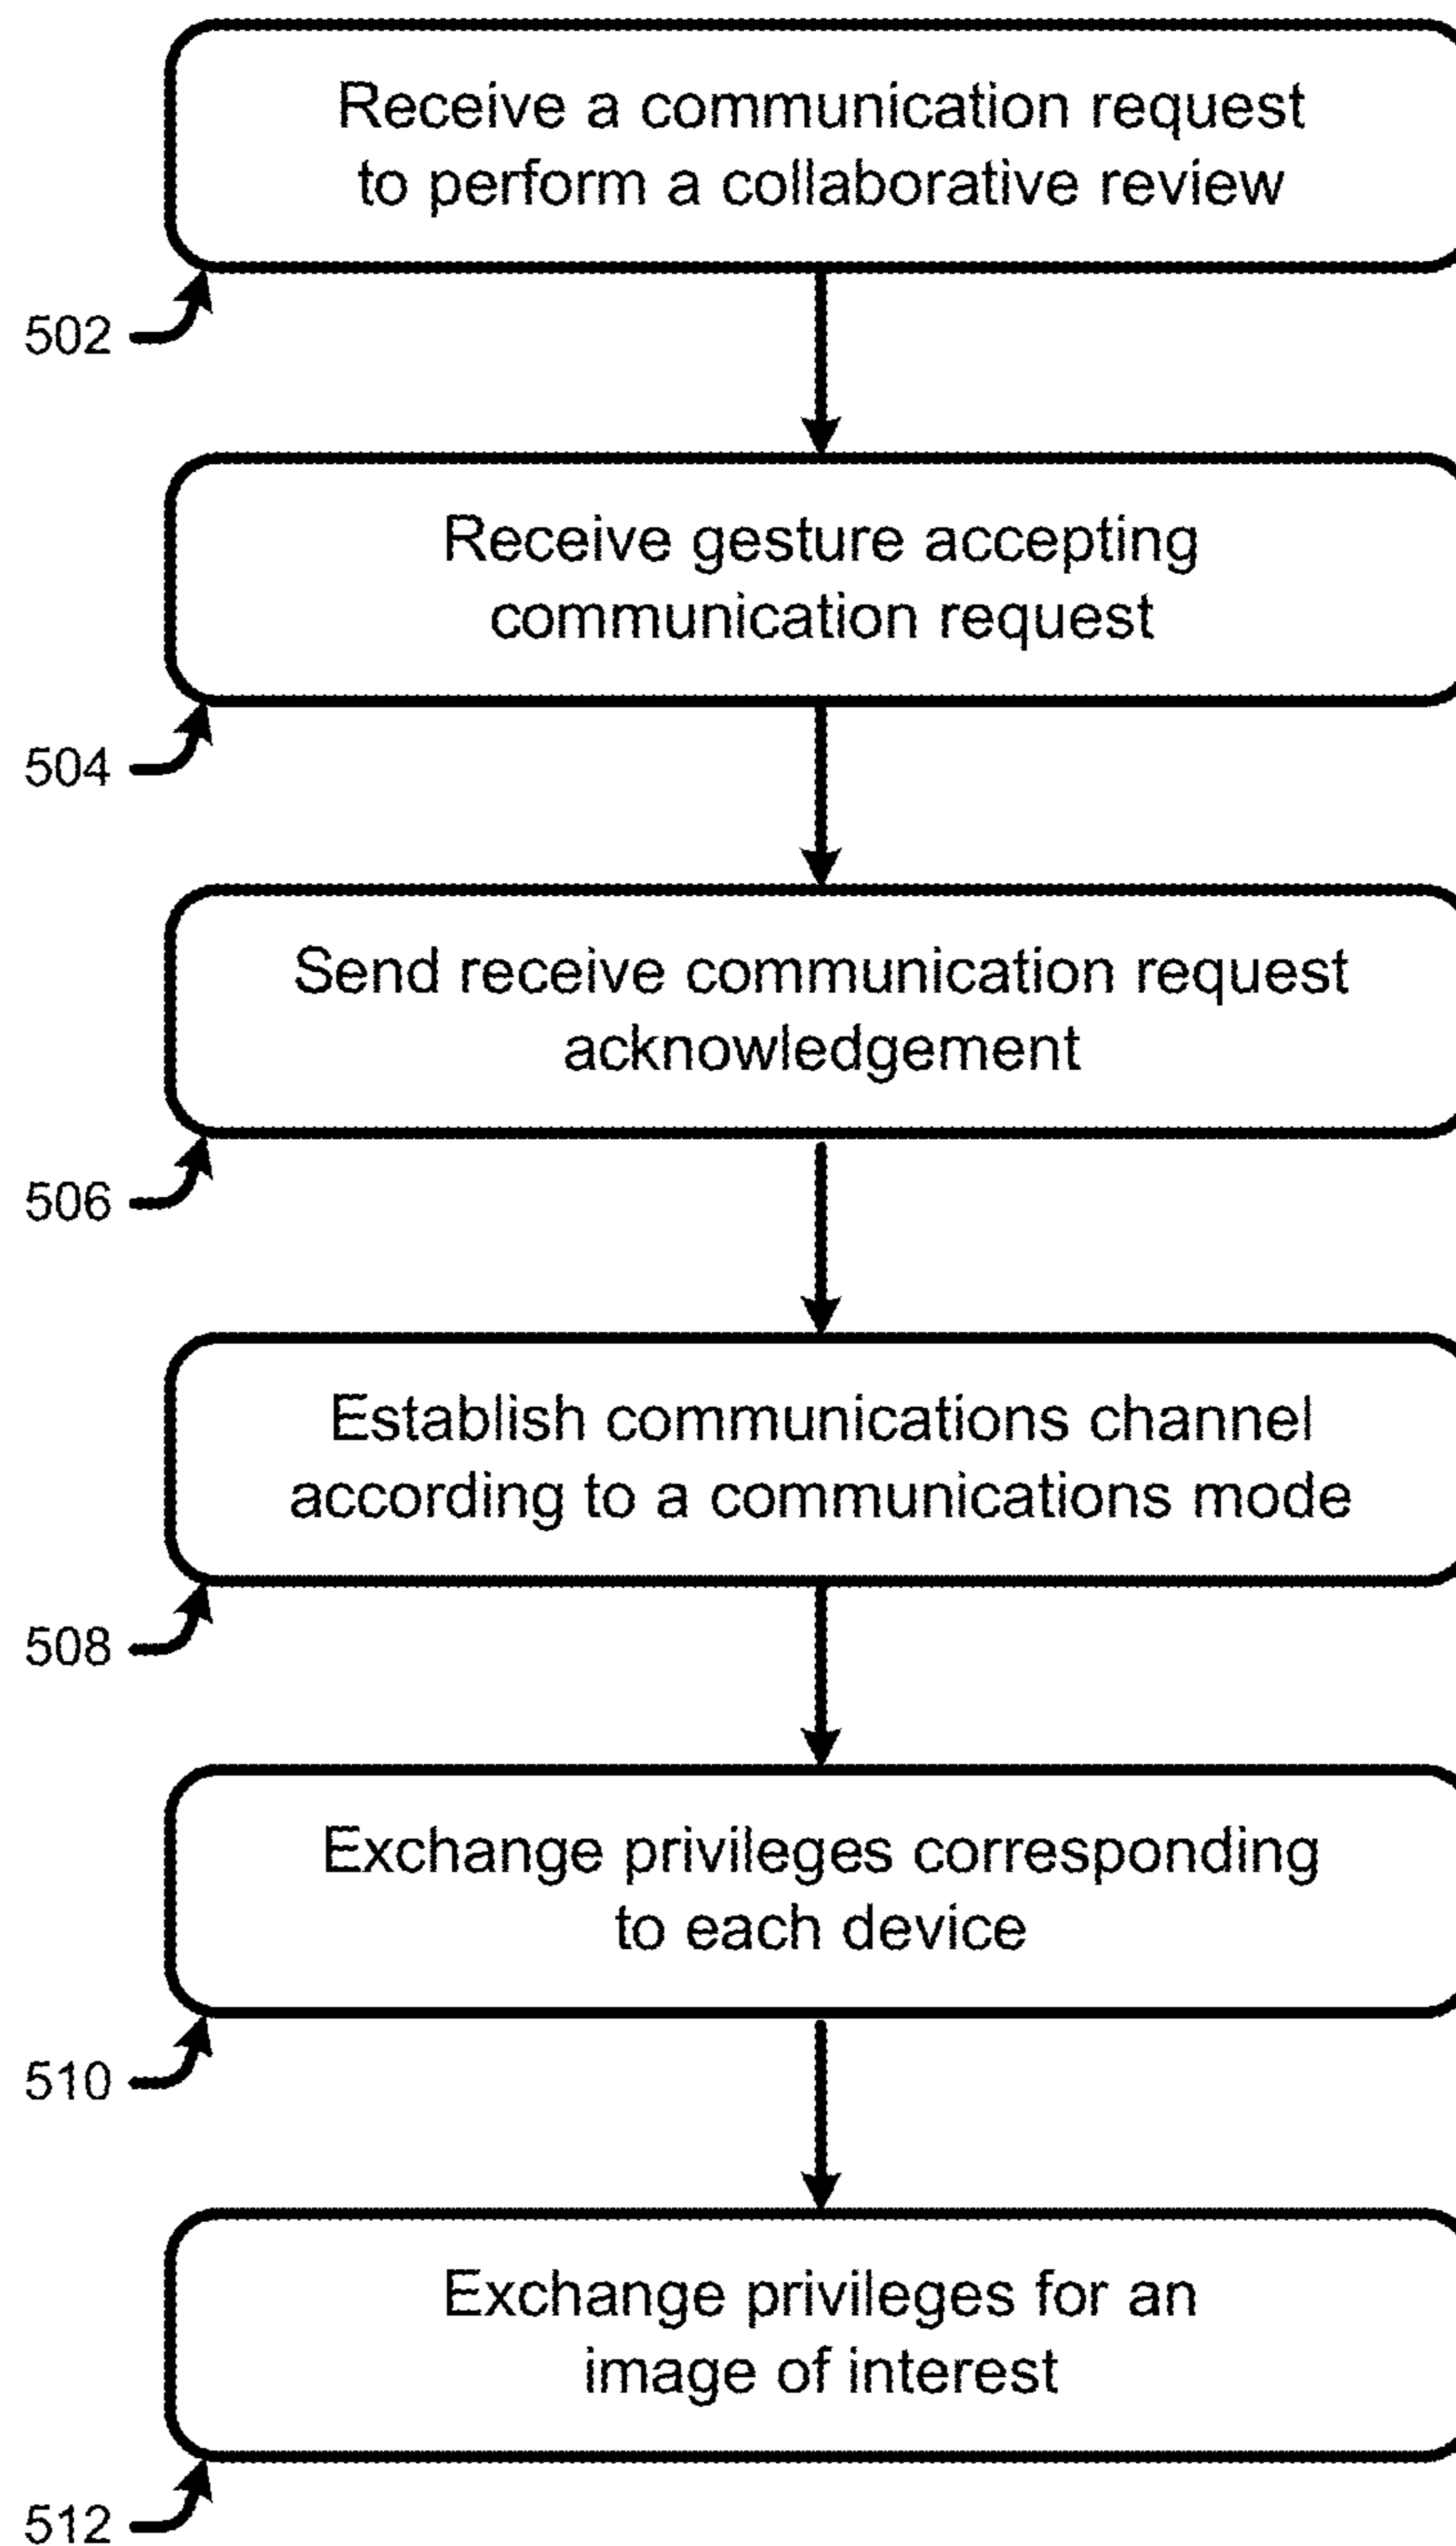 Receive a communication request
to perform a collaborative review
502
Receive gesture accepting
communication request
504
Send receive communication request
acknowledgement
506
Establish communications channel
according to a communications mode
508
Exchange privileges corresponding
to each device
510
Exchange privileges for an
image of interest
512